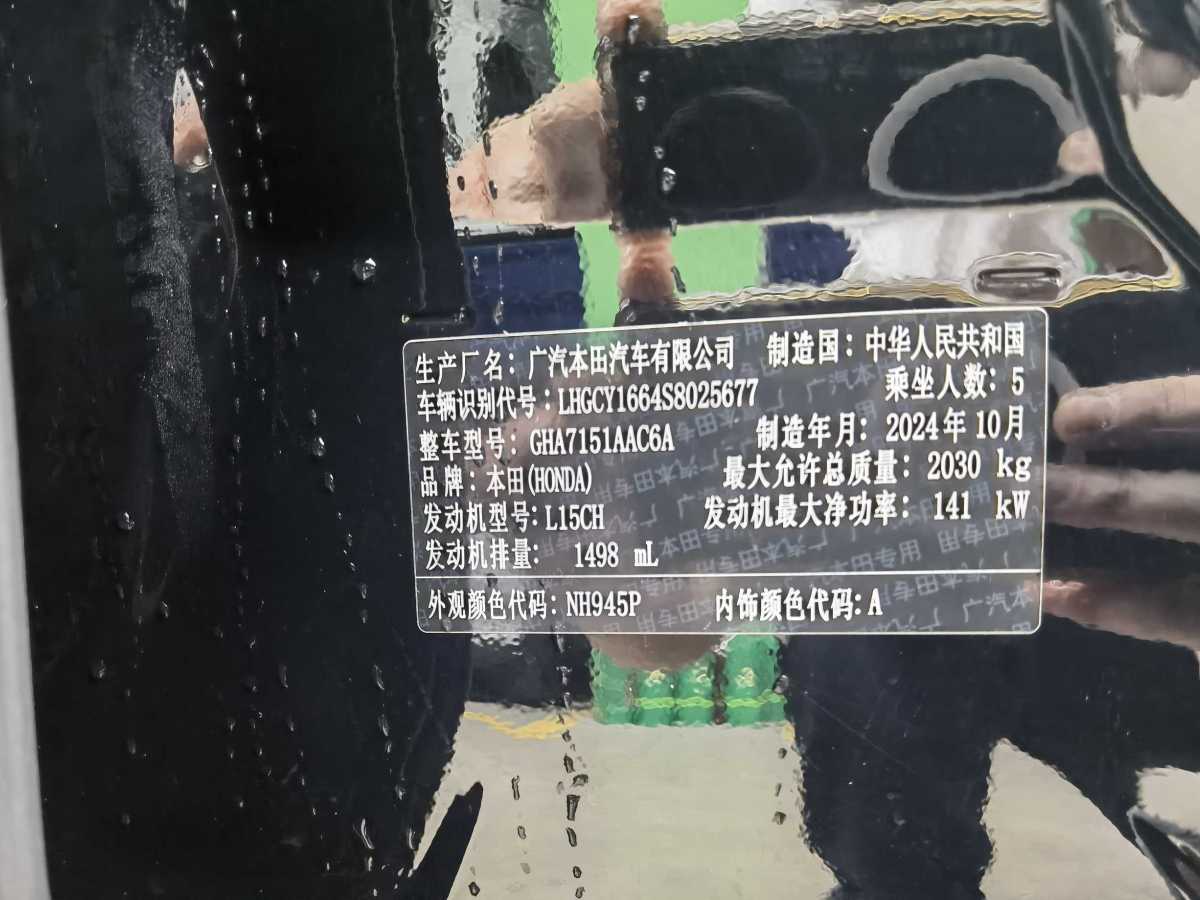 生产厂名：广汽本田汽车有限公司 制造国：中华人民共和国
车辆识别代号：LHGCY1664S8025677 乘坐人数：5
整车型号：GHA7151AAC6A 制造年月：2024年10月
品牌：本田(HONDA) 最大允许总质量：2030 kg
发动机型号：L15CH 发动机最大净功率：141 kW
发动机排量：1498 mL
外观颜色代码：NH945P 内饰颜色代码：A